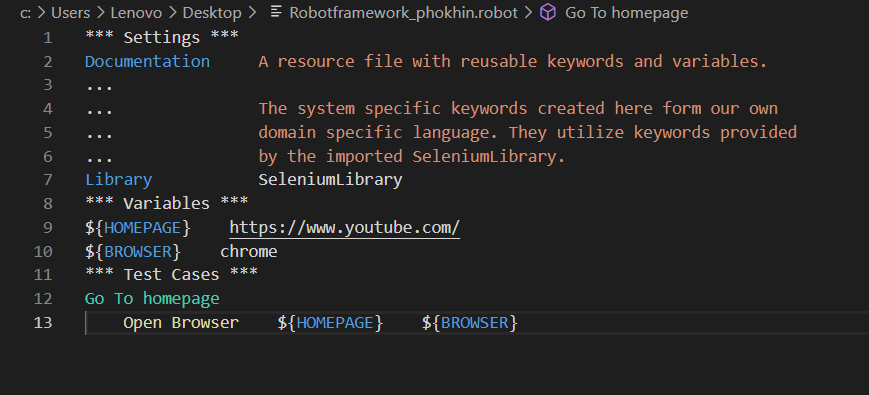 c: > Users > Lenovo > Desktop > Robotframework_phokhin.robot > Go To homepage
1 *** Settings ***
2 Documentation     A resource file with reusable keywords and variables.
3 ...
4 ...               The system specific keywords created here form our own
5 ...               domain specific language. They utilize keywords provided
6 ...               by the imported SeleniumLibrary.
7 Library           SeleniumLibrary
8 *** Variables ***
9 ${HOMEPAGE}    https://www.youtube.com/
10 ${BROWSER}    chrome
11 *** Test Cases ***
12 Go To homepage
13     Open Browser    ${HOMEPAGE}    ${BROWSER}